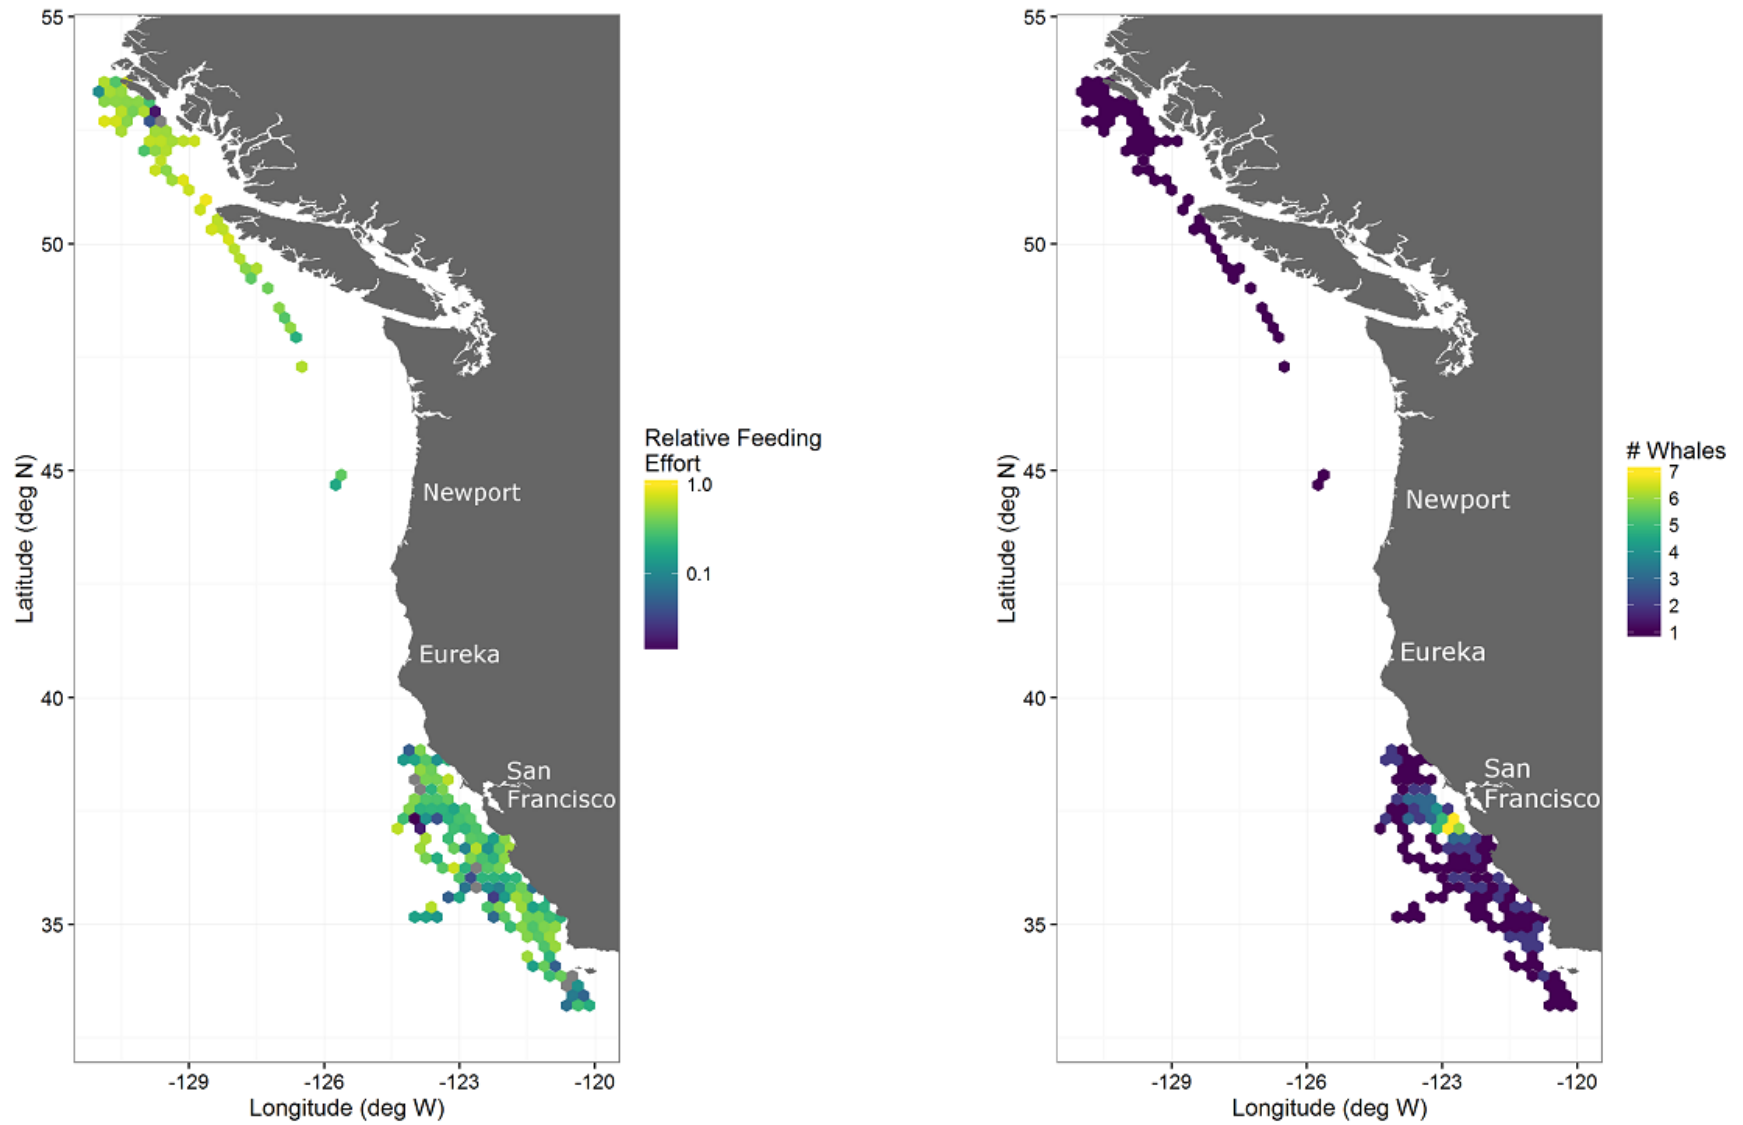 55
50
45
40
35
Latitude (deg N)
-129
-126
-123
-120
Longitude (deg W)
Newport
Eureka
San
Francisco
Relative Feeding
Effort
1.0
0.1
55
50
45
40
35
Latitude (deg N)
-129
-126
-123
-120
Longitude (deg W)
Newport
Eureka
San
Francisco
# Whales
7
6
5
4
3
2
1